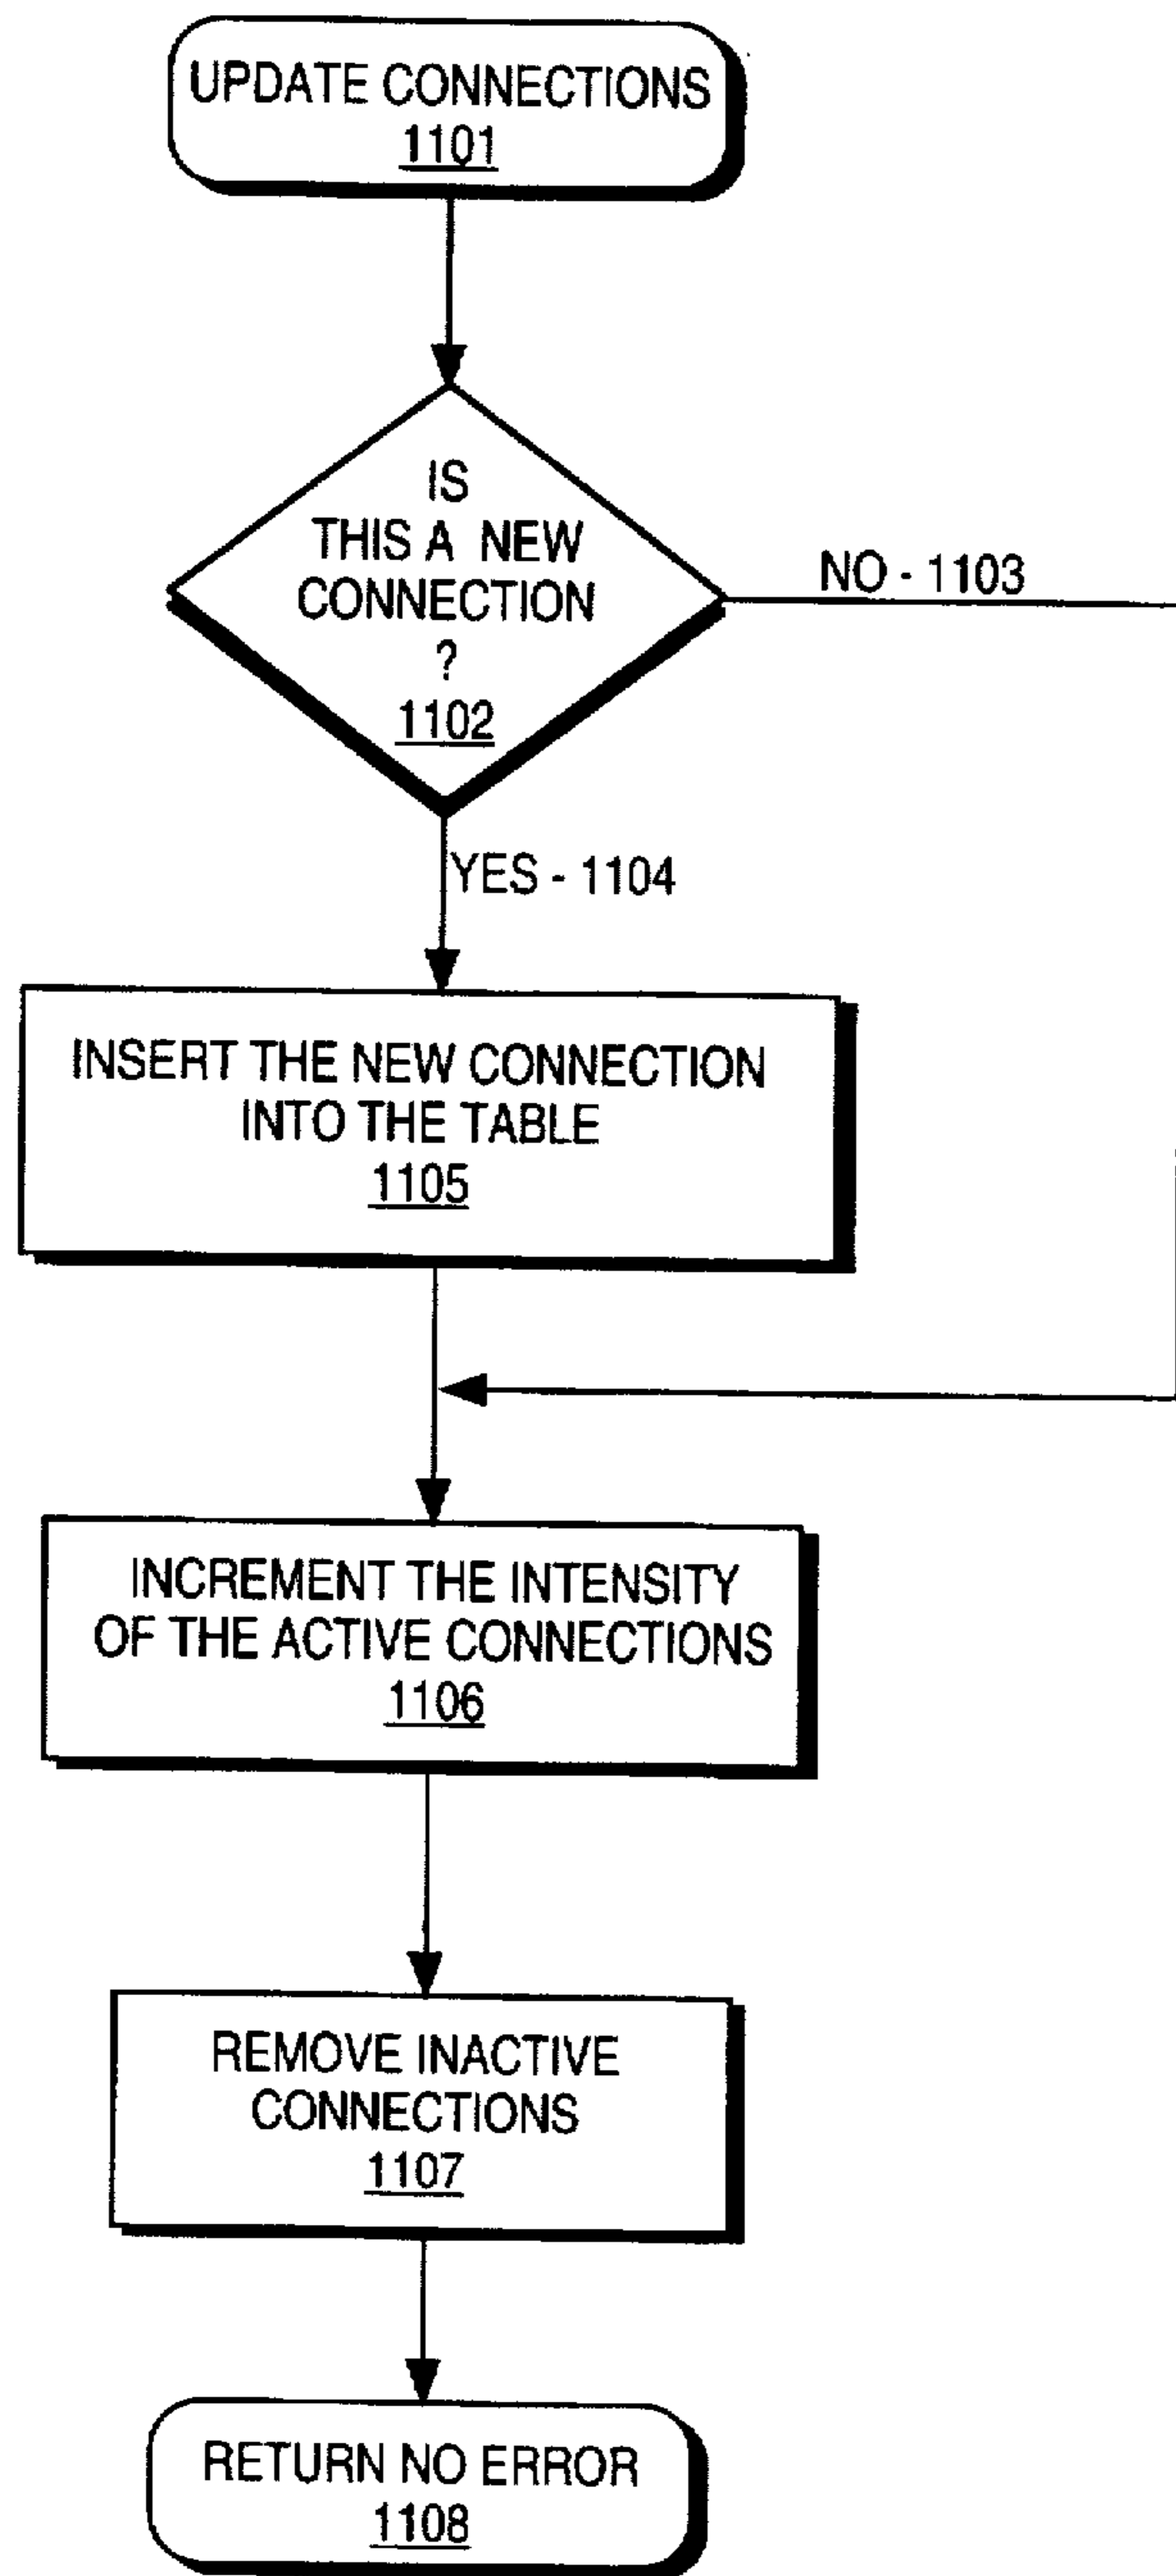 UPDATE CONNECTIONS
1101
IS
THIS A NEW
CONNECTION
?
1102
NO - 1103
YES - 1104
INSERT THE NEW CONNECTION
INTO THE TABLE
1105
INCREMENT THE INTENSITY
OF THE ACTIVE CONNECTIONS
1106
REMOVE INACTIVE
CONNECTIONS
1107
RETURN NO ERROR
1108